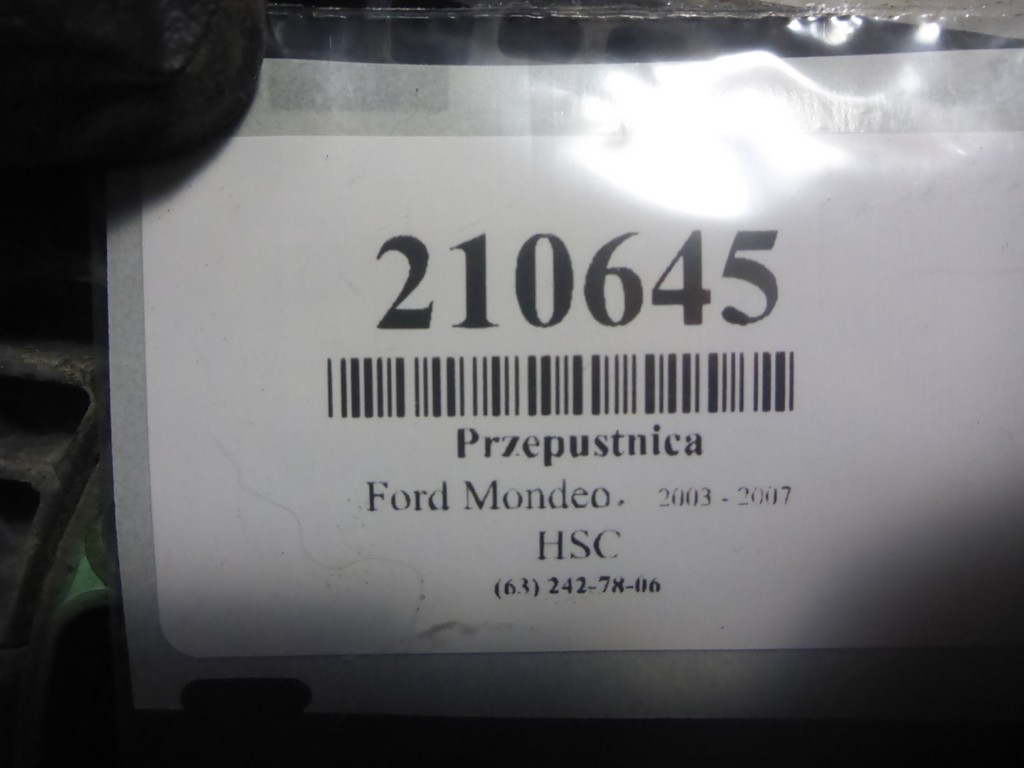 210645
Przepustnica
Ford Mondeo. 2003 - 2007
HSC
(63) 242-78-06